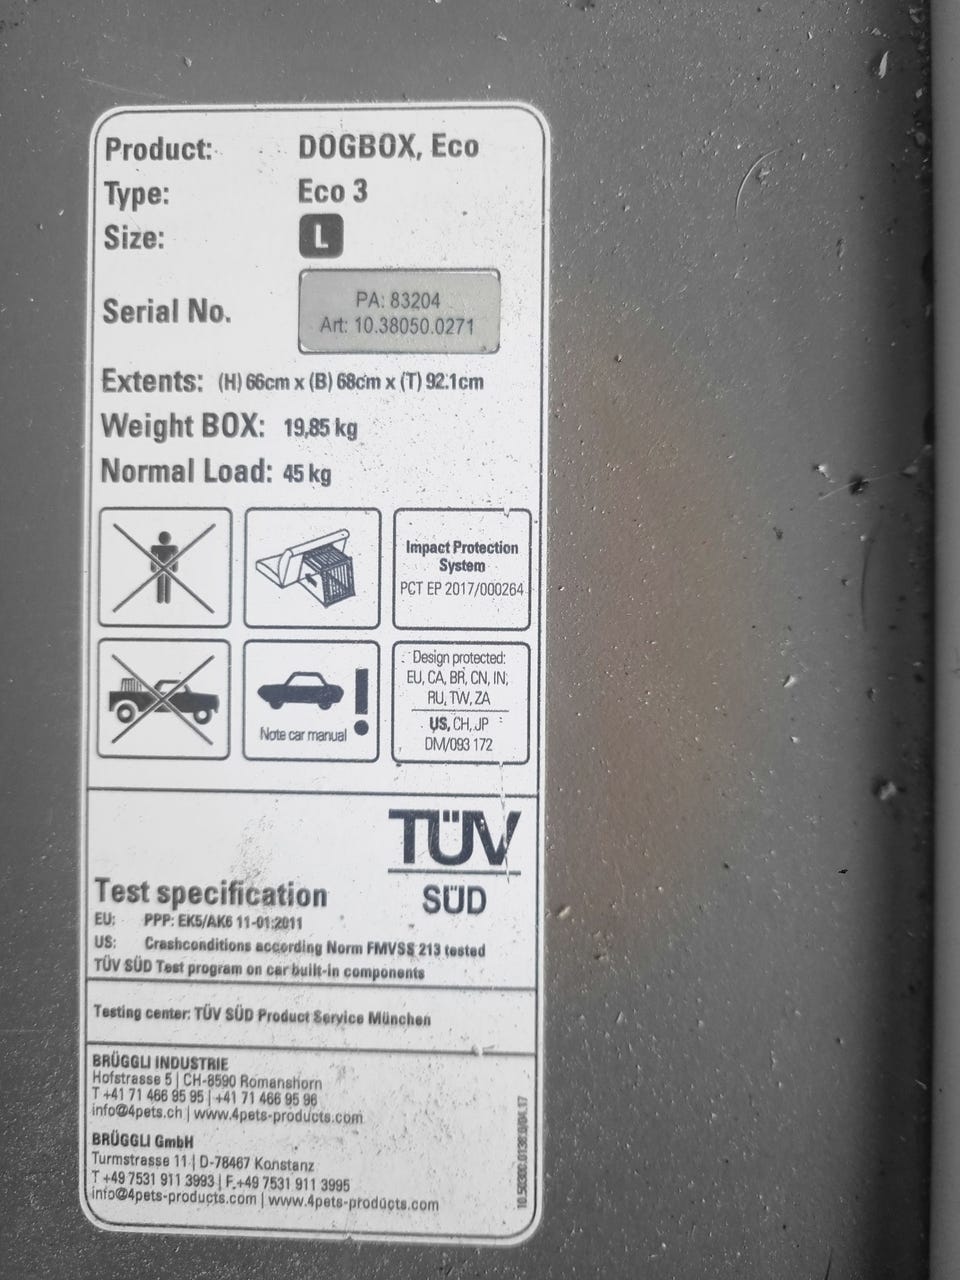 Product: DOGBOX, Eco
Type: Eco 3
Size: L
Serial No. PA: 83204
Art: 10.38050.0271
Extents: (H) 66cm x (B) 68cm x (T) 92.1cm
Weight BOX: 19,85 kg
Normal Load: 45 kg
Impact Protection
System
PCT EP 2017/000264
Note car manual
Design protected:
EU, CA, BR, CN, IN,
RU, TW, ZA
US, CH, JP
DM/093 172
TÜV
SÜD
Test specification
EU: PPP: EK5/AK6 11-01:2011
US: Crashconditions according Norm FMVSS 213 tested
TÜV SÜD Test program on car built-in components
Testing center: TÜV SÜD Product Service München
BRÜGGLI INDUSTRIE
Hofstrasse 5 | CH-8590 Romanshorn
T +41 71 466 95 95 | +41 71 466 95 96
info@4pets.ch | www.4pets-products.com
BRÜGGLI GmbH
Turmstrasse 11 | D-78467 Konstanz
T +49 7531 911 3993 | F +49 7531 911 3995
info@4pets-products.com | www.4pets-products.com